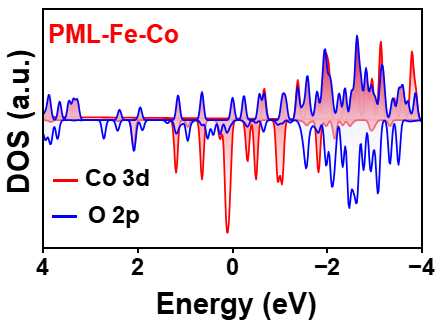 PML-Fe-Co
DOS (a.u.)
Co 3d
O 2p
4 2 0 −2 −4
Energy (eV)